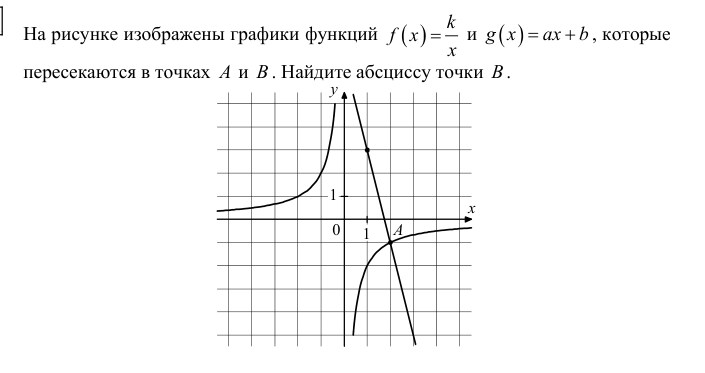 На рисунке изображены графики функций f(x)=k/x и g(x)=ax+b, которые
пересекаются в точках A и B. Найдите абсциссу точки B.
y
1
x
0
1
A